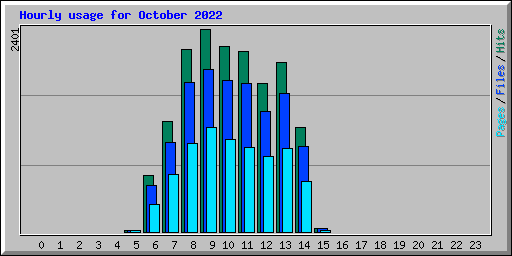 Hourly usage for October 2022
2401
Pages/Files/Hits
0 1 2 3 4 5 6 7 8 9 10 11 12 13 14 15 16 17 18 19 20 21 22 23